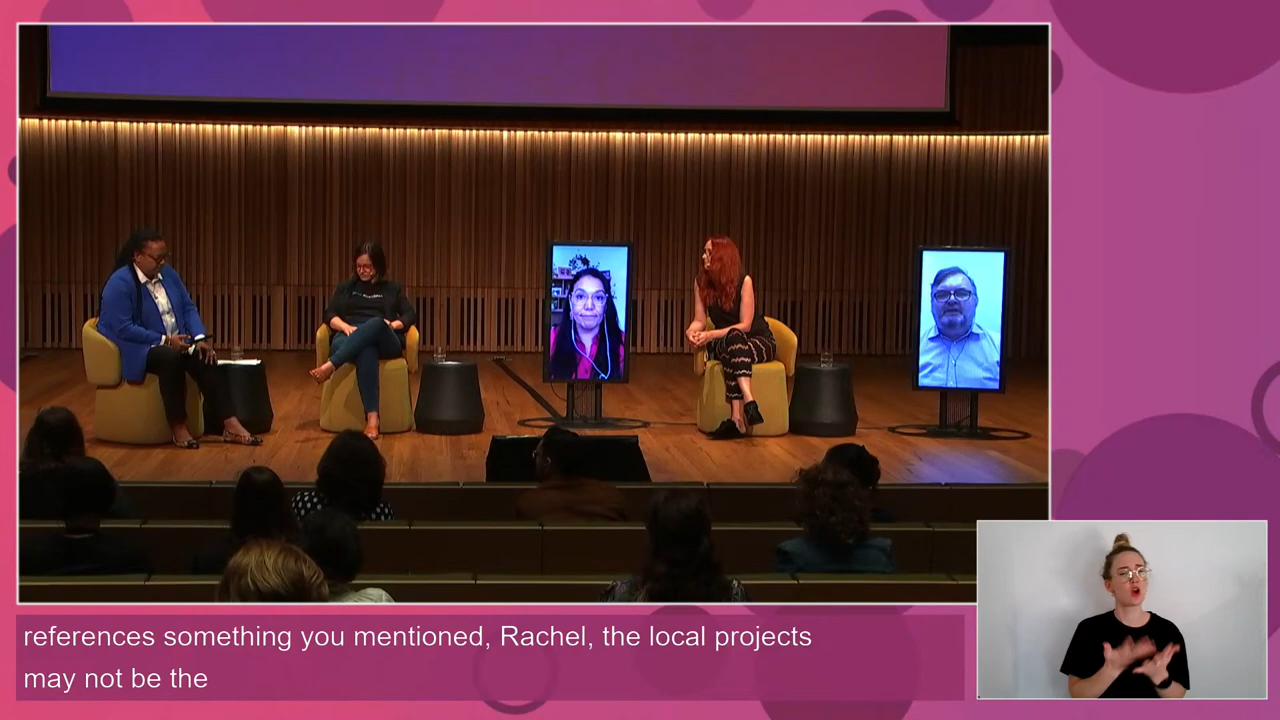 references something you mentioned, Rachel, the local projects
may not be the